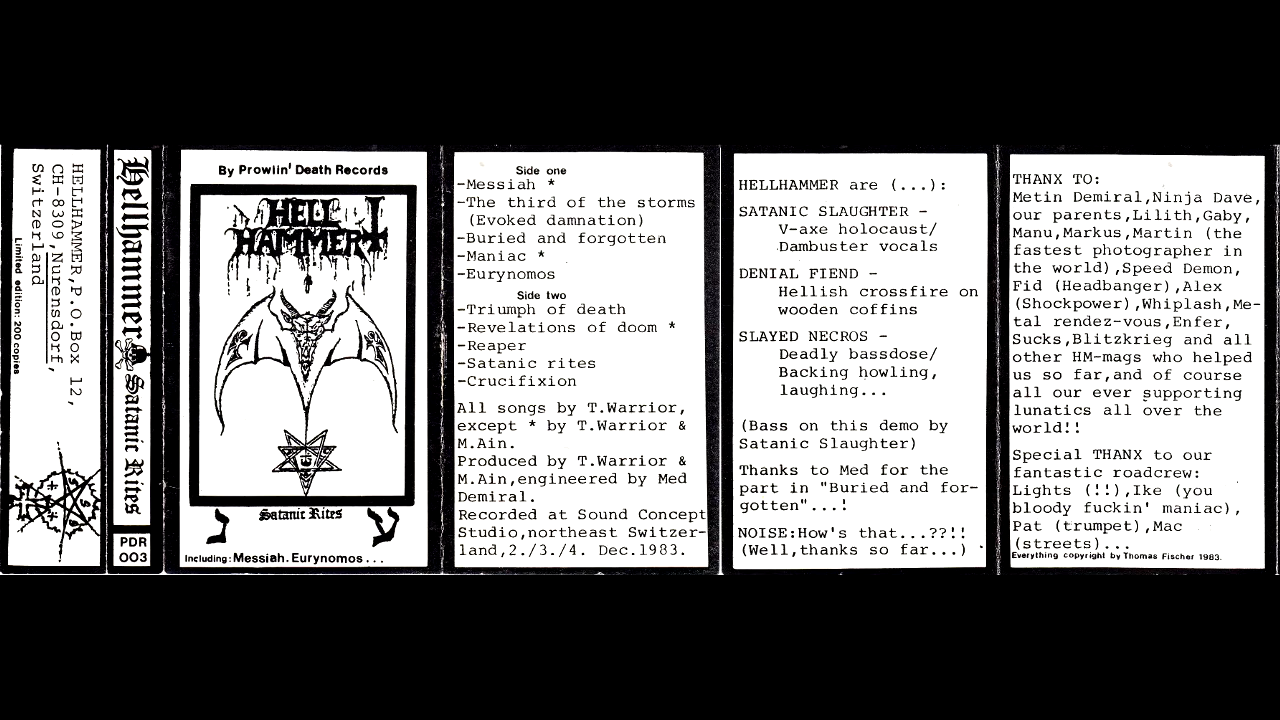 HELLHAMMER,P.O.Box 12,
CH-8309,Nurensdorf,
Switzerland
Limited edition: 200 copies
Hellhammer Satanic Rites
PDR
003
By Prowlin' Death Records
HELL
HAMMER
Satanic Rites
נ
ע
Including: Messiah. Eurynomos...
Side one
-Messiah *
-The third of the storms
(Evoked damnation)
-Buried and forgotten
-Maniac *
-Eurynomos
Side two
-Triumph of death
-Revelations of doom *
-Reaper
-Satanic rites
-Crucifixion
All songs by T.Warrior,
except * by T.Warrior &
M.Ain.
Produced by T.Warrior &
M.Ain,engineered by Med
Demiral.
Recorded at Sound Concept
Studio,northeast Switzer-
land,2./3./4. Dec.1983.
HELLHAMMER are (...):
SATANIC SLAUGHTER -
V-axe holocaust/
Dambuster vocals
DENIAL FIEND -
Hellish crossfire on
wooden coffins
SLAYED NECROS -
Deadly bassdose/
Backing howling,
laughing...
(Bass on this demo by
Satanic Slaughter)
Thanks to Med for the
part in "Buried and for-
gotten"...!
NOISE:How's that...??!!
(Well,thanks so far...)
THANX TO:
Metin Demiral,Ninja Dave,
our parents,Lilith,Gaby,
Manu,Markus,Martin (the
fastest photographer in
the world),Speed Demon,
Fid (Headbanger),Alex
(Shockpower),Whiplash,Me-
tal rendez-vous,Enfer,
Sucks,Blitzkrieg and all
other HM-mags who helped
us so far,and of course
all our ever supporting
lunatics all over the
world!!
Special THANX to our
fantastic roadcrew:
Lights (!!),Ike (you
bloody fuckin' maniac),
Pat (trumpet),Mac
(streets)...
Everything copyright by Thomas Fischer 1983.